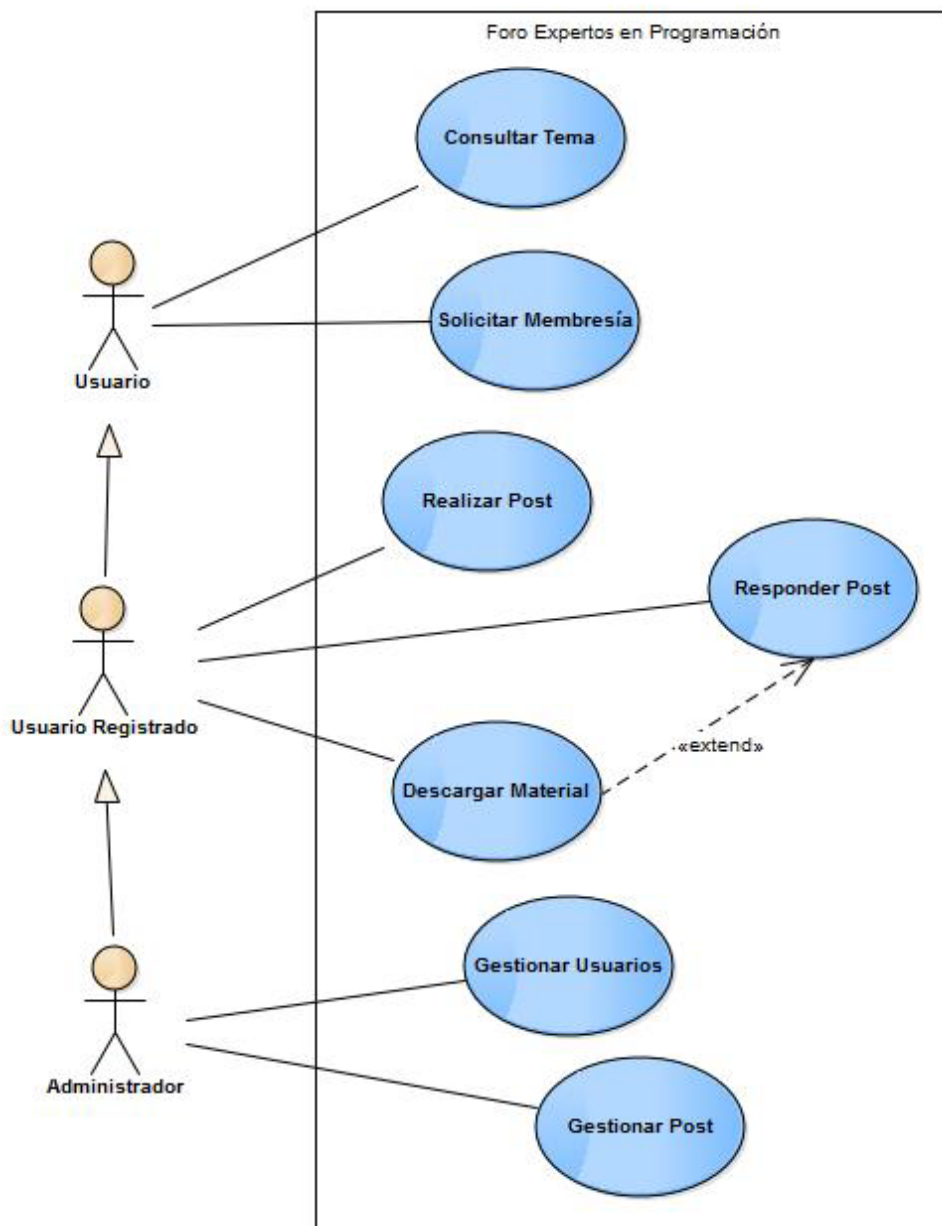 Foro Expertos en Programación
Consultar Tema
Usuario
Solicitar Membresía
Realizar Post
Responder Post
Usuario Registrado
«extend»
Descargar Material
Gestionar Usuarios
Administrador
Gestionar Post